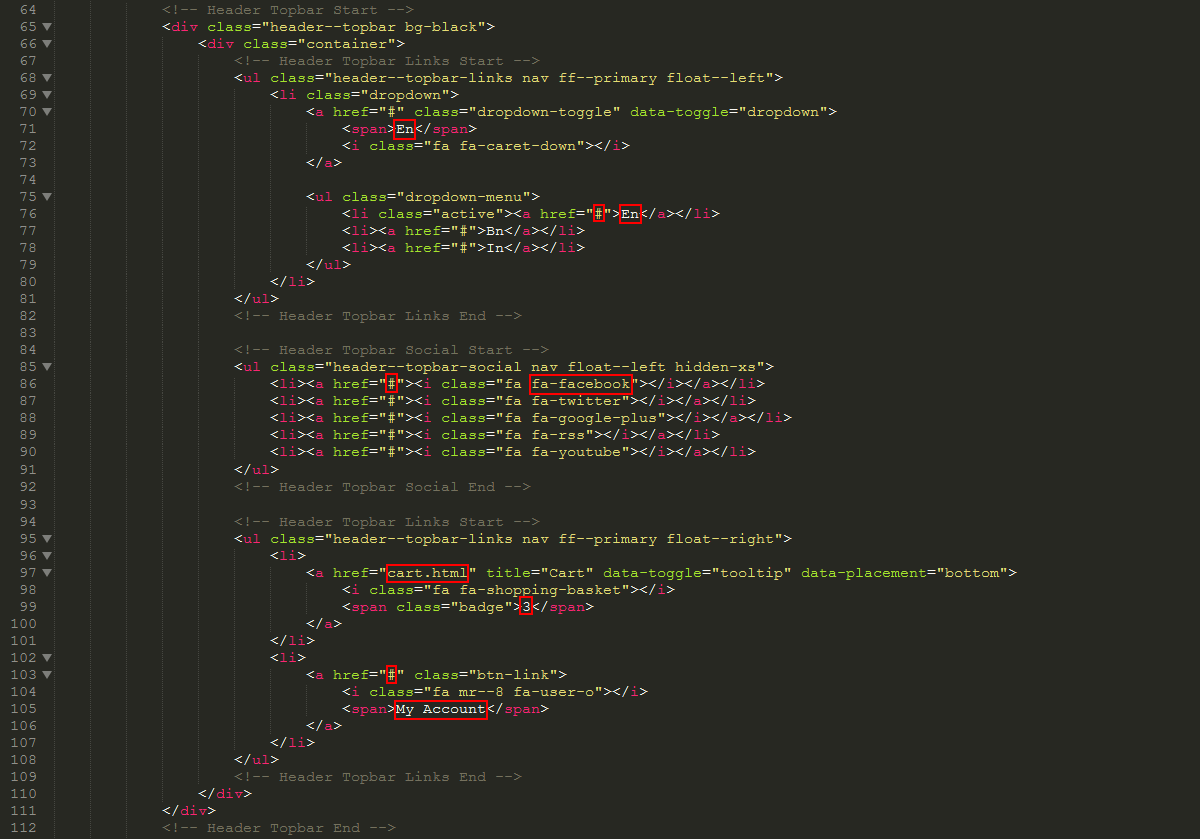 64 <!-- Header Topbar Start -->
65 <div class="header--topbar bg-black">
66 <div class="container">
67 <!-- Header Topbar Links Start -->
68 <ul class="header--topbar-links nav ff--primary float--left">
69 <li class="dropdown">
70 <a href="#" class="dropdown-toggle" data-toggle="dropdown">
71 <span>En</span>
72 <i class="fa fa-caret-down"></i>
73 </a>
74
75 <ul class="dropdown-menu">
76 <li class="active"><a href="#">En</a></li>
77 <li><a href="#">Bn</a></li>
78 <li><a href="#">In</a></li>
79 </ul>
80 </li>
81 </ul>
82 <!-- Header Topbar Links End -->
83
84 <!-- Header Topbar Social Start -->
85 <ul class="header--topbar-social nav float--left hidden-xs">
86 <li><a href="#"><i class="fa fa-facebook"></i></a></li>
87 <li><a href="#"><i class="fa fa-twitter"></i></a></li>
88 <li><a href="#"><i class="fa fa-google-plus"></i></a></li>
89 <li><a href="#"><i class="fa fa-rss"></i></a></li>
90 <li><a href="#"><i class="fa fa-youtube"></i></a></li>
91 </ul>
92 <!-- Header Topbar Social End -->
93
94 <!-- Header Topbar Links Start -->
95 <ul class="header--topbar-links nav ff--primary float--right">
96 <li>
97 <a href="cart.html" title="Cart" data-toggle="tooltip" data-placement="bottom">
98 <i class="fa fa-shopping-basket"></i>
99 <span class="badge">3</span>
100 </a>
101 </li>
102 <li>
103 <a href="#" class="btn-link">
104 <i class="fa mr--8 fa-user-o"></i>
105 <span>My Account</span>
106 </a>
107 </li>
108 </ul>
109 <!-- Header Topbar Links End -->
110 </div>
111 </div>
112 <!-- Header Topbar End -->